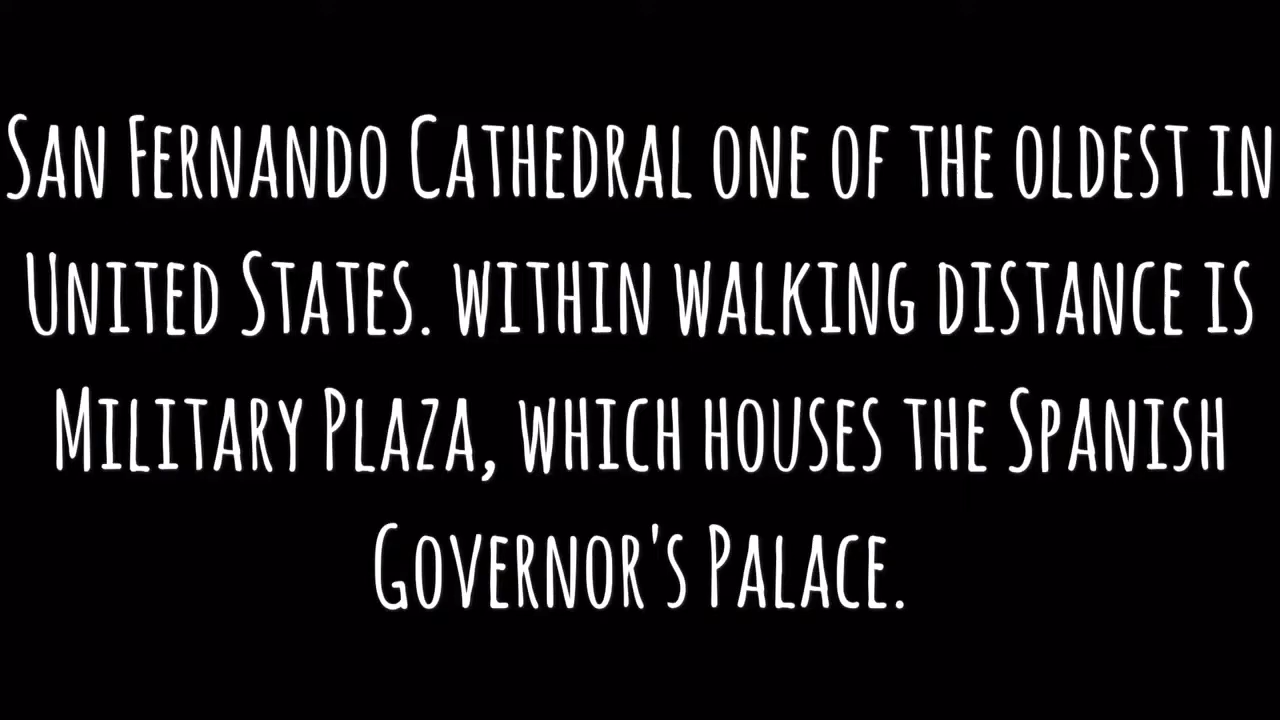 San Fernando Cathedral one of the oldest in
United States. within walking distance is
Military Plaza, which houses the Spanish
Governor's Palace.